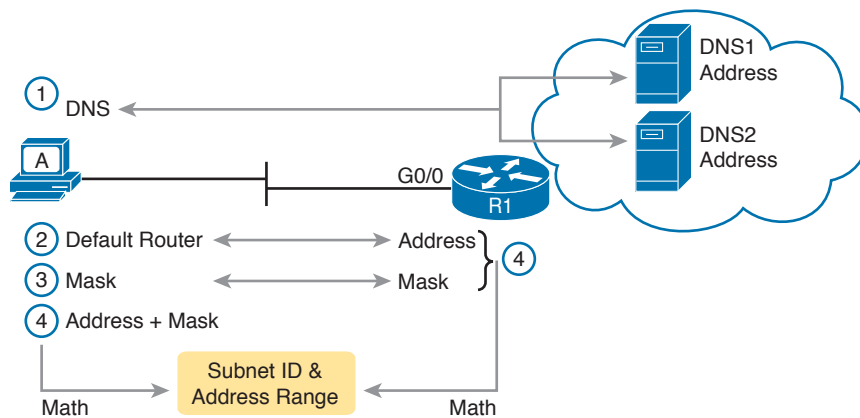 DNS1
Address
1
DNS
DNS2
Address
A
G0/0
R1
2 Default Router
Address
4
3 Mask
Mask
4 Address + Mask
Subnet ID &
Address Range
Math
Math